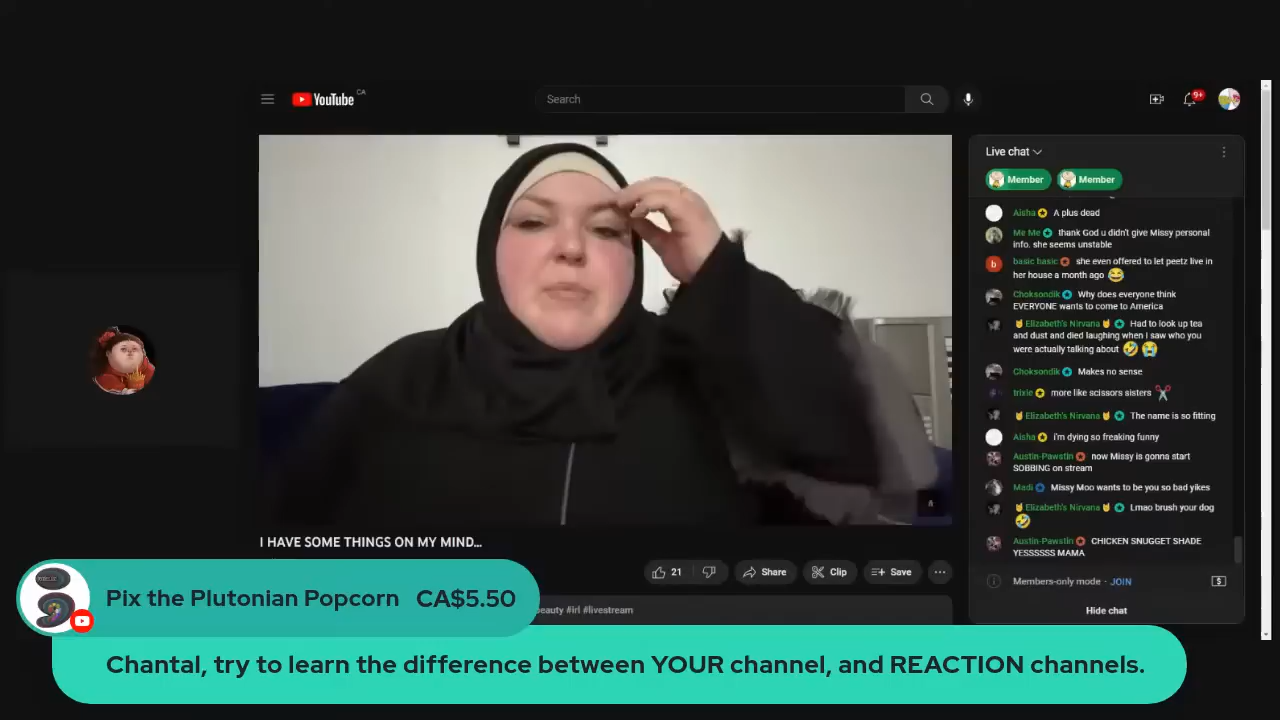 YouTube CA
Search
9+
Live chat
Member
Member
Aisha A plus dead
Me Me thank God u didn't give Missy personal
info. she seems unstable
b
basic basic she even offered to let peetz live in
her house a month ago
Choksondik Why does everyone think
EVERYONE wants to come to America
Elizabeth's Nirvana Had to look up tea
and dust and died laughing when I saw who you
were actually talking about
Choksondik Makes no sense
trixie more like scissors sisters
Elizabeth's Nirvana The name is so fitting
Aisha I'm dying so freaking funny
Austin-Pawstin now Missy is gonna start
SOBBING on stream
Madi Missy Moo wants to be you so bad yikes
Elizabeth's Nirvana Lmao brush your dog
Austin-Pawstin CHICKEN SNUGGET SHADE
YESSSSSS MAMA
Members-only mode - JOIN
Hide chat
I HAVE SOME THINGS ON MY MIND...
21
Share
Clip
Save
beauty #irl #livestream
Pix the Plutonian Popcorn CA$5.50
Chantal, try to learn the difference between YOUR channel, and REACTION channels.